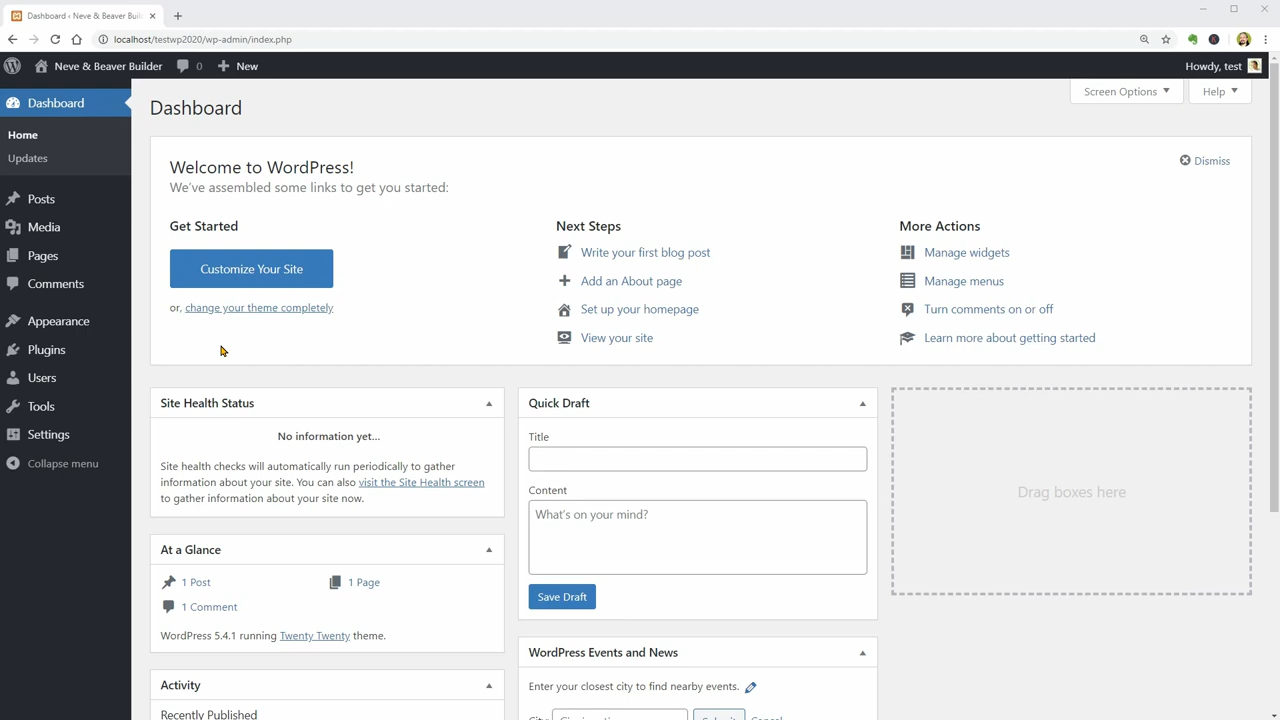 Dashboard ‹ Neve & Beaver Buil
localhost/testwp2020/wp-admin/index.php
Neve & Beaver Builder
0
New
Howdy, test
Dashboard
Home
Updates
Posts
Media
Pages
Comments
Appearance
Plugins
Users
Tools
Settings
Collapse menu
Dashboard
Screen Options
Help
Welcome to WordPress!
We've assembled some links to get you started:
Dismiss
Get Started
Customize Your Site
or, change your theme completely
Next Steps
Write your first blog post
Add an About page
Set up your homepage
View your site
More Actions
Manage widgets
Manage menus
Turn comments on or off
Learn more about getting started
Site Health Status
No information yet...
Site health checks will automatically run periodically to gather
information about your site. You can also visit the Site Health screen
to gather information about your site now.
At a Glance
1 Post
1 Page
1 Comment
WordPress 5.4.1 running Twenty Twenty theme.
Activity
Recently Published
Quick Draft
Title
Content
What's on your mind?
Save Draft
WordPress Events and News
Enter your closest city to find nearby events.
City:
Drag boxes here